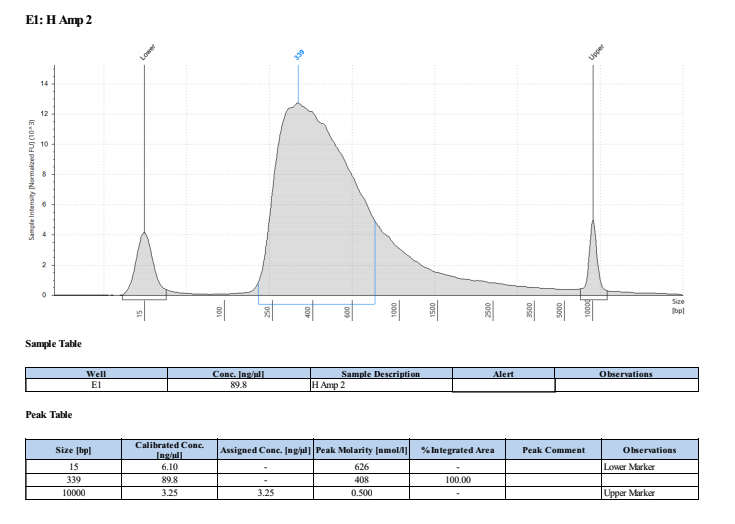 E1: H Amp 2
Lower
339
Upper
Sample Intensity [Normalized FU] (10^3)
14
12
10
8
6
4
2
0
15
100
250
400
600
1000
1500
2500
3500
5000
10000
Size
[bp]
Sample Table
Well Conc. [ng/µl] Sample Description Alert Observations
E1 89.8 H Amp 2
Peak Table
Size [bp] Calibrated Conc. [ng/µl] Assigned Conc. [ng/µl] Peak Molarity [nmol/l] % Integrated Area Peak Comment Observations
15 6.10 - 626 - Lower Marker
339 89.8 - 408 100.00
10000 3.25 3.25 0.500 - Upper Marker